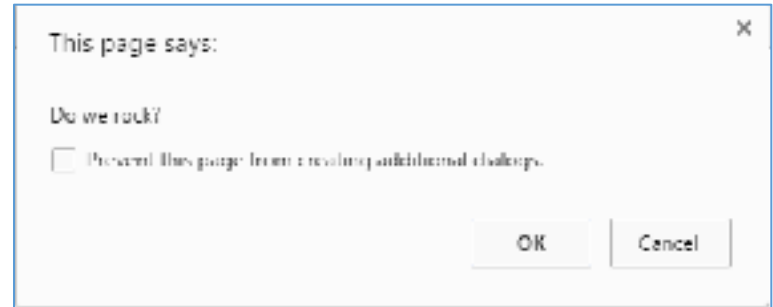 This page says:
Do we rock?
Prevent this page from creating additional dialogs.
OK
Cancel